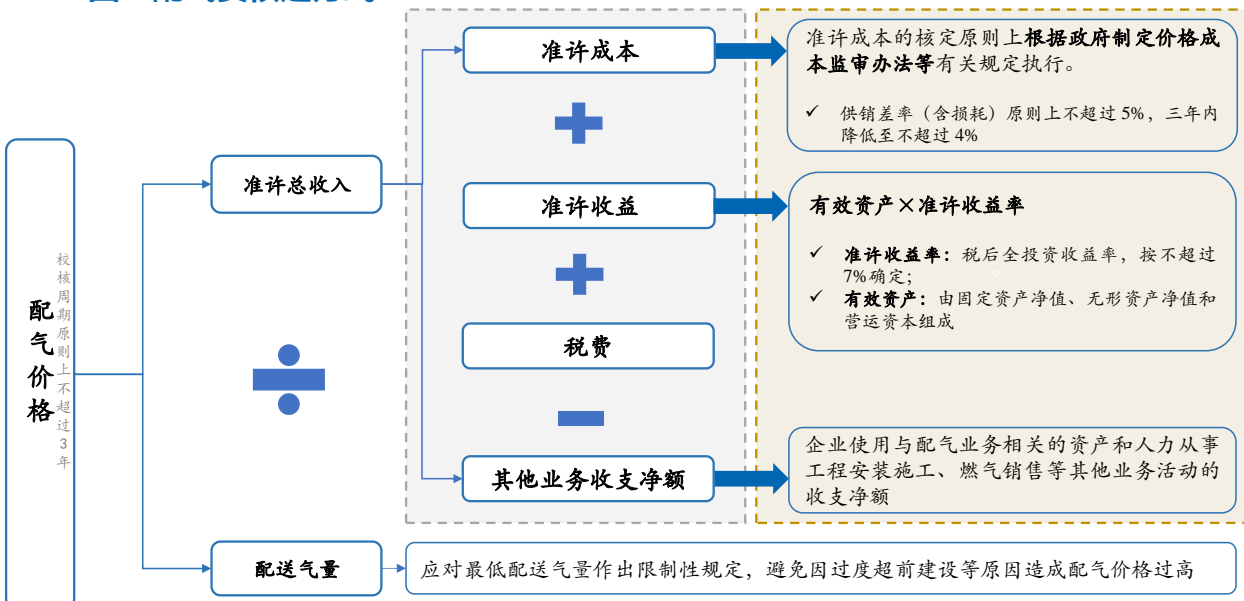 配气价格
校核周期原则上不超过3年
准许总收入
准许成本
准许成本的核定原则上根据政府制定价格成
本监审办法等有关规定执行。
✓ 供销差率（含损耗）原则上不超过5%，三年内
降低至不超过4%
准许收益
有效资产×准许收益率
✓ 准许收益率：税后全投资收益率，按不超过
7%确定；
✓ 有效资产：由固定资产净值、无形资产净值和
营运资本组成
税费
其他业务收支净额
企业使用与配气业务相关的资产和人力从事
工程安装施工、燃气销售等其他业务活动的
收支净额
配送气量
应对最低配送气量作出限制性规定，避免因过度超前建设等原因造成配气价格过高